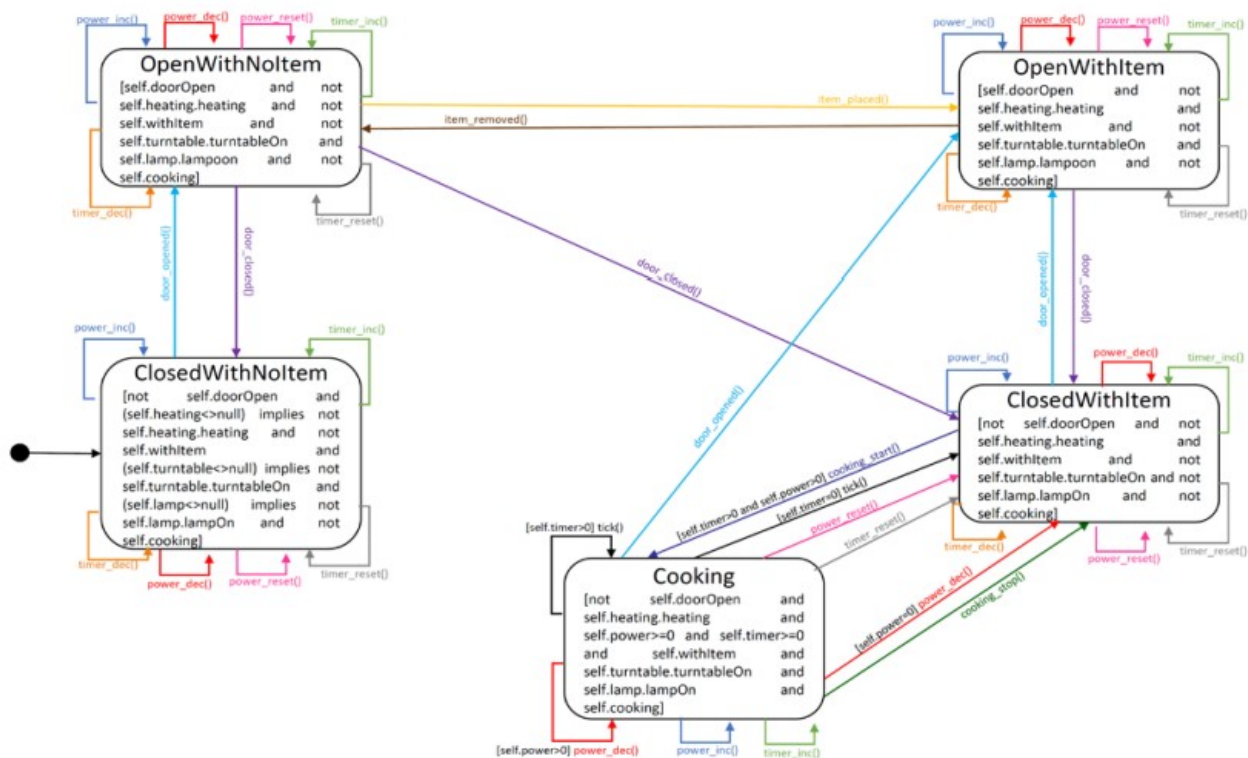 power_inc()
power_dec()
power_reset()
timer_inc()
OpenWithNoItem
[self.doorOpen and not
self.heating.heating and not
self.withItem and not
self.turntable.turntableOn and
self.lamp.lampoon and not
self.cooking]
timer_dec()
timer_reset()
item_placed()
item_removed()
power_inc()
power_dec()
power_reset()
timer_inc()
OpenWithItem
[self.doorOpen and not
self.heating.heating and
self.withItem and not
self.turntable.turntableOn and
self.lamp.lampoon and not
self.cooking]
timer_dec()
timer_reset()
door_opened()
door_closed()
door_closed()
door_opened()
door_opened()
door_closed()
power_inc()
timer_inc()
ClosedWithNoItem
[not self.doorOpen and
(self.heating<>null) implies not
self.heating.heating and not
self.withItem and
(self.turntable<>null) implies not
self.turntable.turntableOn and
(self.lamp<>null) implies not
self.lamp.lampOn and not
self.cooking]
timer_dec()
power_dec()
power_reset()
timer_reset()
power_inc()
power_dec()
timer_inc()
ClosedWithItem
[not self.doorOpen and not
self.heating.heating and
self.withItem and not
self.turntable.turntableOn and not
self.lamp.lampOn and not
self.cooking]
timer_dec()
power_reset()
timer_reset()
[self.timer>0 and self.power>0] cooking_start()
[self.timer=0] tick()
power_reset()
timer_reset()
[self.power=0] power_dec()
cooking_stop()
[self.timer>0] tick()
Cooking
[not self.doorOpen and
self.heating.heating and
self.power>=0 and self.timer>=0
and self.withItem and
self.turntable.turntableOn and
self.lamp.lampOn and
self.cooking]
[self.power>0] power_dec()
power_inc()
timer_inc()